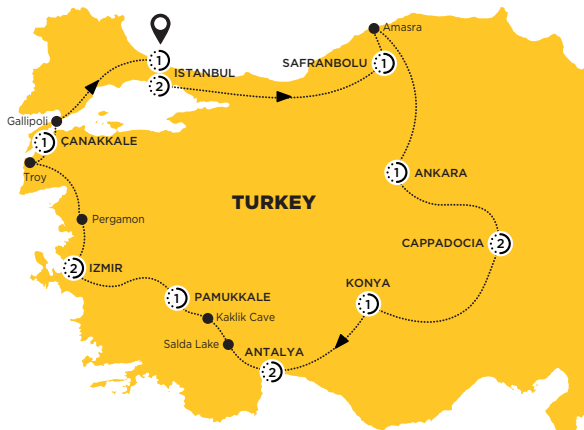 Amasra
1
ISTANBUL
2
SAFRANBOLU
1
Gallipoli
1
ÇANAKKALE
Troy
1
ANKARA
TURKEY
Pergamon
CAPPADOCIA
2
2
IZMIR
KONYA
1
1
PAMUKKALE
Kaklik Cave
Salda Lake
ANTALYA
2